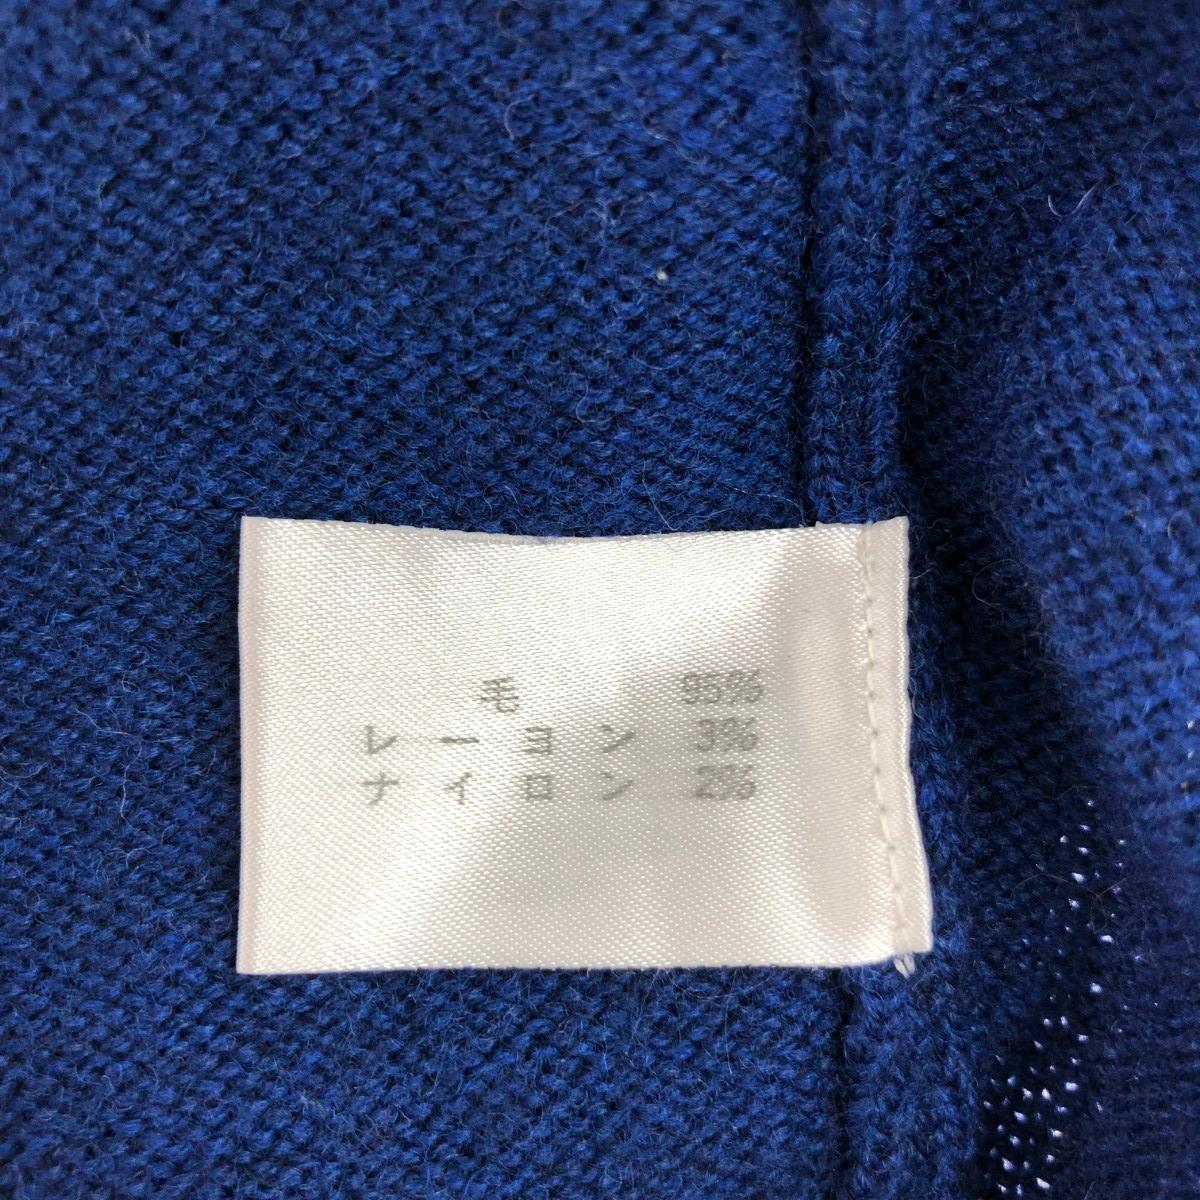 毛 95%
レーヨン 3%
ナイロン 2%